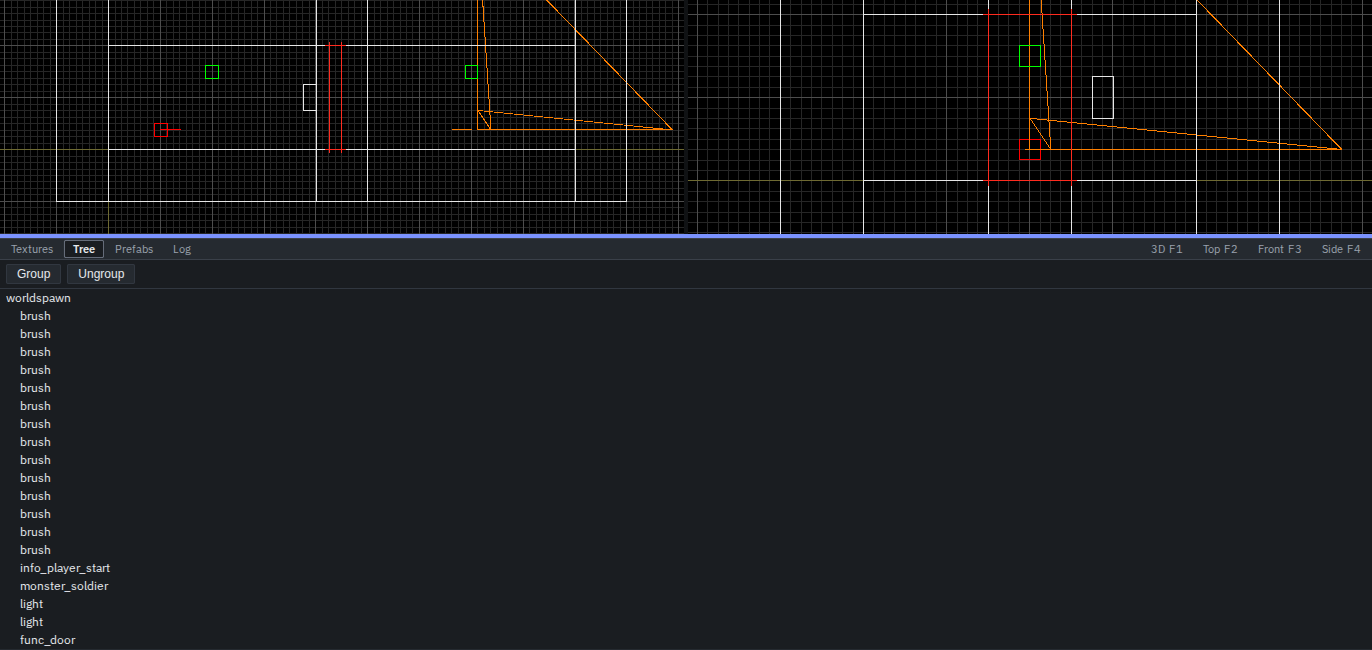 Textures Tree Prefabs Log 3D F1 Top F2 Front F3 Side F4
Group Ungroup
worldspawn
brush
brush
brush
brush
brush
brush
brush
brush
brush
brush
brush
brush
brush
brush
info_player_start
monster_soldier
light
light
func_door